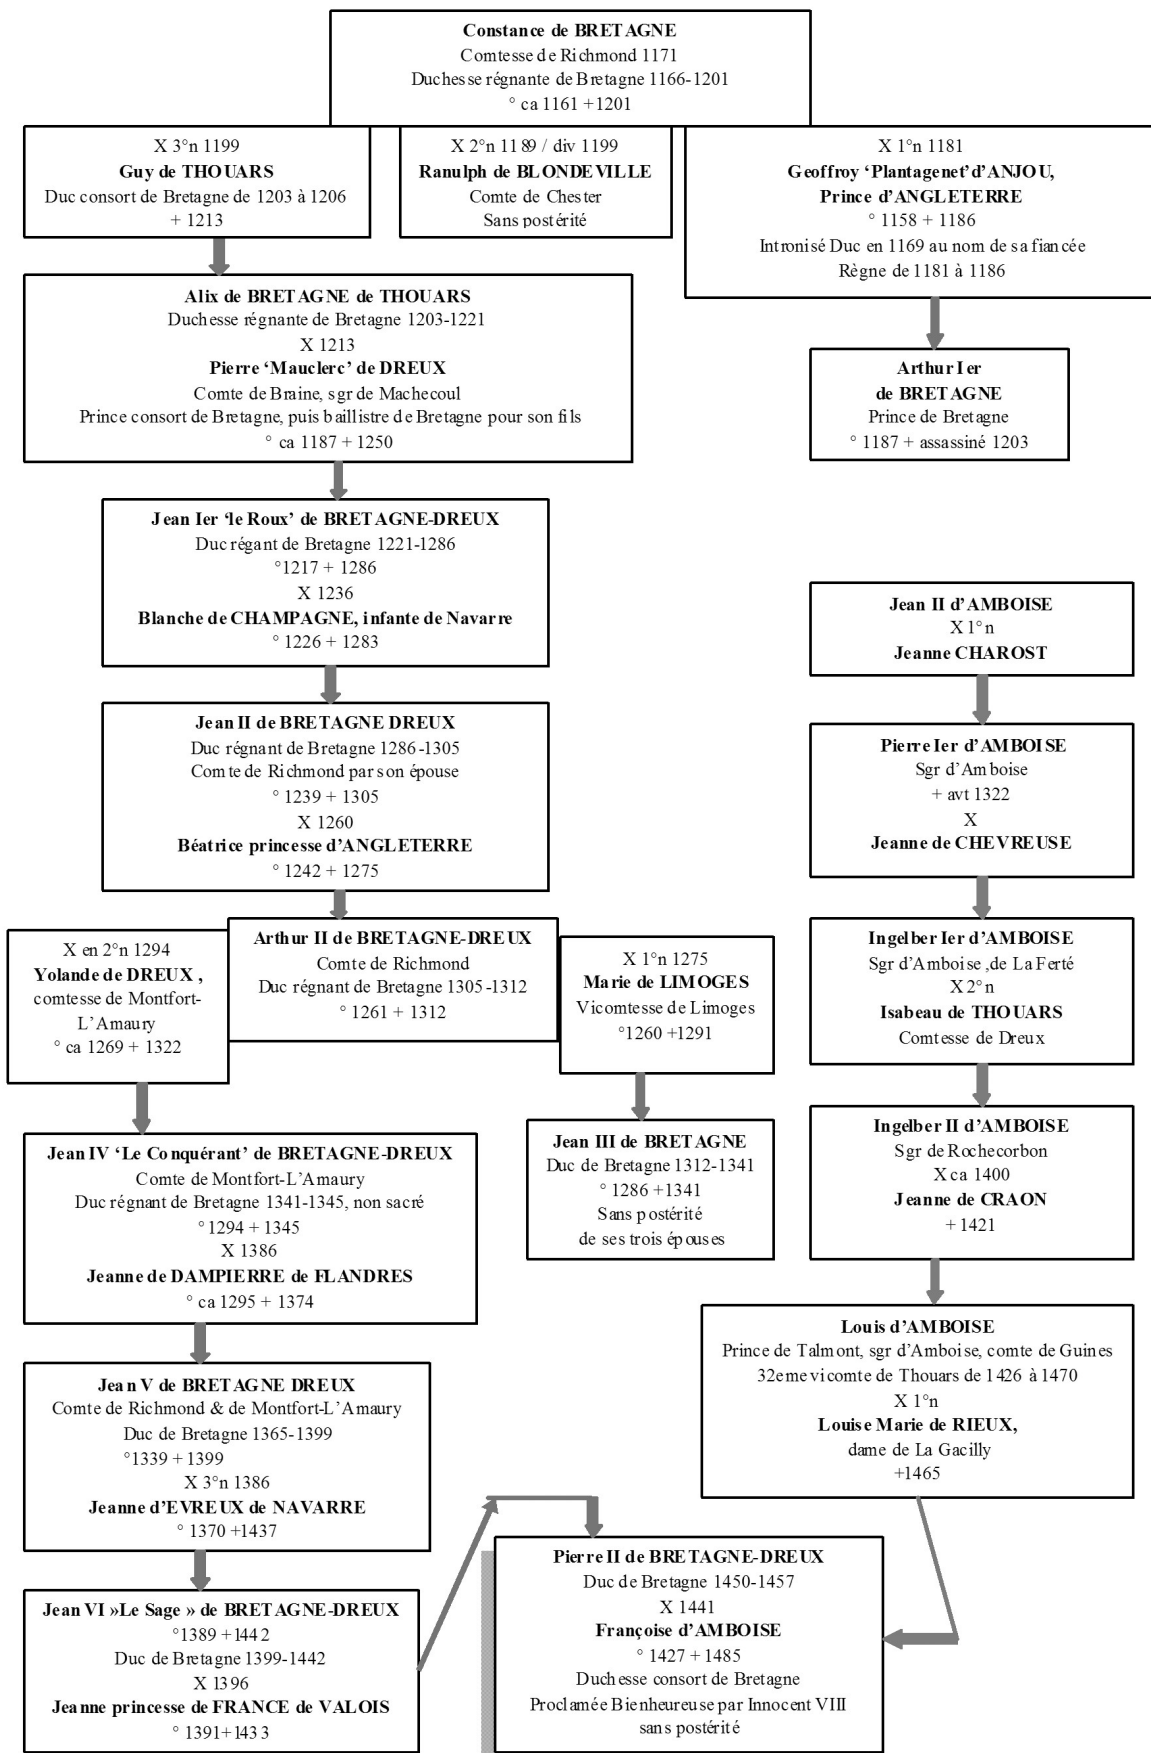 Constance de BRETAGNE
Comtesse de Richmond 1171
Duchesse régnante de Bretagne 1166-1201
° ca 1161 +1201
X 3°n 1199
Guy de THOUARS
Duc consort de Bretagne de 1203 à 1206
+ 1213
X 2°n 1189 / div 1199
Ranulph de BLONDEVILLE
Comte de Chester
Sans postérité
X 1°n 1181
Geoffroy ‘Plantagenet’ d’ANJOU,
Prince d’ANGLETERRE
° 1158 + 1186
Intronisé Duc en 1169 au nom de sa fiancée
Règne de 1181 à 1186
Alix de BRETAGNE de THOUARS
Duchesse régnante de Bretagne 1203-1221
X 1213
Pierre ‘Mauclerc’ de DREUX
Comte de Braine, sgr de Machecoul
Prince consort de Bretagne, puis baillistre de Bretagne pour son fils
° ca 1187 + 1250
Arthur Ier
de BRETAGNE
Prince de Bretagne
° 1187 + assassiné 1203
Jean Ier ‘le Roux’ de BRETAGNE-DREUX
Duc régant de Bretagne 1221-1286
°1217 + 1286
X 1236
Blanche de CHAMPAGNE, infante de Navarre
° 1226 + 1283
Jean II d’AMBOISE
X 1°n
Jeanne CHAROST
Jean II de BRETAGNE DREUX
Duc régnant de Bretagne 1286-1305
Comte de Richmond par son épouse
° 1239 + 1305
X 1260
Béatrice princesse d’ANGLETERRE
° 1242 + 1275
Pierre Ier d’AMBOISE
Sgr d’Amboise
+ avt 1322
X
Jeanne de CHEVREUSE
X en 2°n 1294
Yolande de DREUX ,
comtesse de Montfort-
L’Amaury
° ca 1269 + 1322
Arthur II de BRETAGNE-DREUX
Comte de Richmond
Duc régnant de Bretagne 1305-1312
° 1261 + 1312
X 1°n 1275
Marie de LIMOGES
Vicomtesse de Limoges
°1260 +1291
Ingelber Ier d’AMBOISE
Sgr d’Amboise ,de La Ferté
X 2°n
Isabeau de THOUARS
Comtesse de Dreux
Jean IV ‘Le Conquérant’ de BRETAGNE-DREUX
Comte de Montfort-L’Amaury
Duc régnant de Bretagne 1341-1345, non sacré
°1294 + 1345
X 1386
Jeanne de DAMPIERRE de FLANDRES
° ca 1295 + 1374
Jean III de BRETAGNE
Duc de Bretagne 1312-1341
° 1286 +1341
Sans postérité
de ses trois épouses
Ingelber II d’AMBOISE
Sgr de Rochecorbon
X ca 1400
Jeanne de CRAON
+ 1421
Louis d’AMBOISE
Prince de Talmont, sgr d’Amboise, comte de Guines
32eme vicomte de Thouars de 1426 à 1470
X 1°n
Louise Marie de RIEUX,
dame de La Gacilly
+1465
Jean V de BRETAGNE DREUX
Comte de Richmond & de Montfort-L’Amaury
Duc de Bretagne 1365-1399
°1339 + 1399
X 3°n 1386
Jeanne d’EVREUX de NAVARRE
° 1370 +1437
Jean VI »Le Sage » de BRETAGNE-DREUX
°1389 +1442
Duc de Bretagne 1399-1442
X 1396
Jeanne princesse de FRANCE de VALOIS
° 1391+1433
Pierre II de BRETAGNE-DREUX
Duc de Bretagne 1450-1457
X 1441
Françoise d’AMBOISE
° 1427 + 1485
Duchesse consort de Bretagne
Proclamée Bienheureuse par Innocent VIII
sans postérité